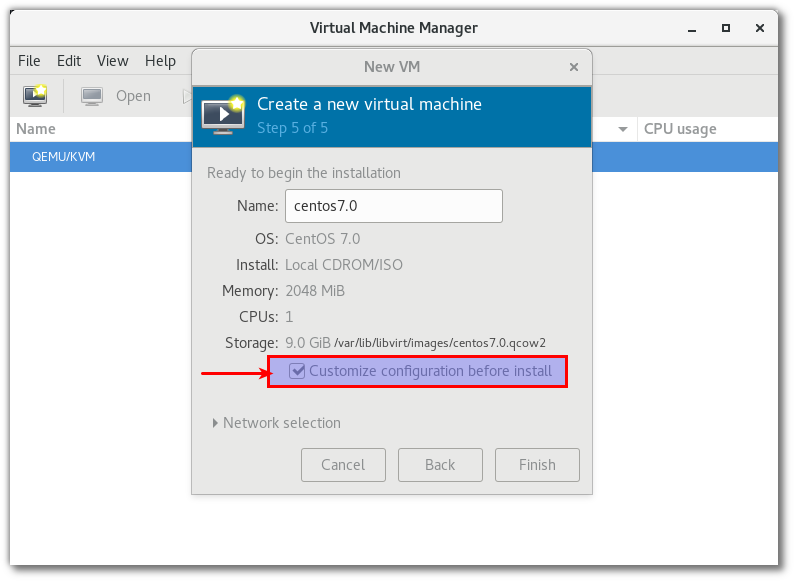 Virtual Machine Manager
File Edit View Help
New VM
Open
Create a new virtual machine
Step 5 of 5
Name
CPU usage
QEMU/KVM
Ready to begin the installation
Name: centos7.0
OS: CentOS 7.0
Install: Local CDROM/ISO
Memory: 2048 MiB
CPUs: 1
Storage: 9.0 GiB /var/lib/libvirt/images/centos7.0.qcow2
Customize configuration before install
Network selection
Cancel Back Finish